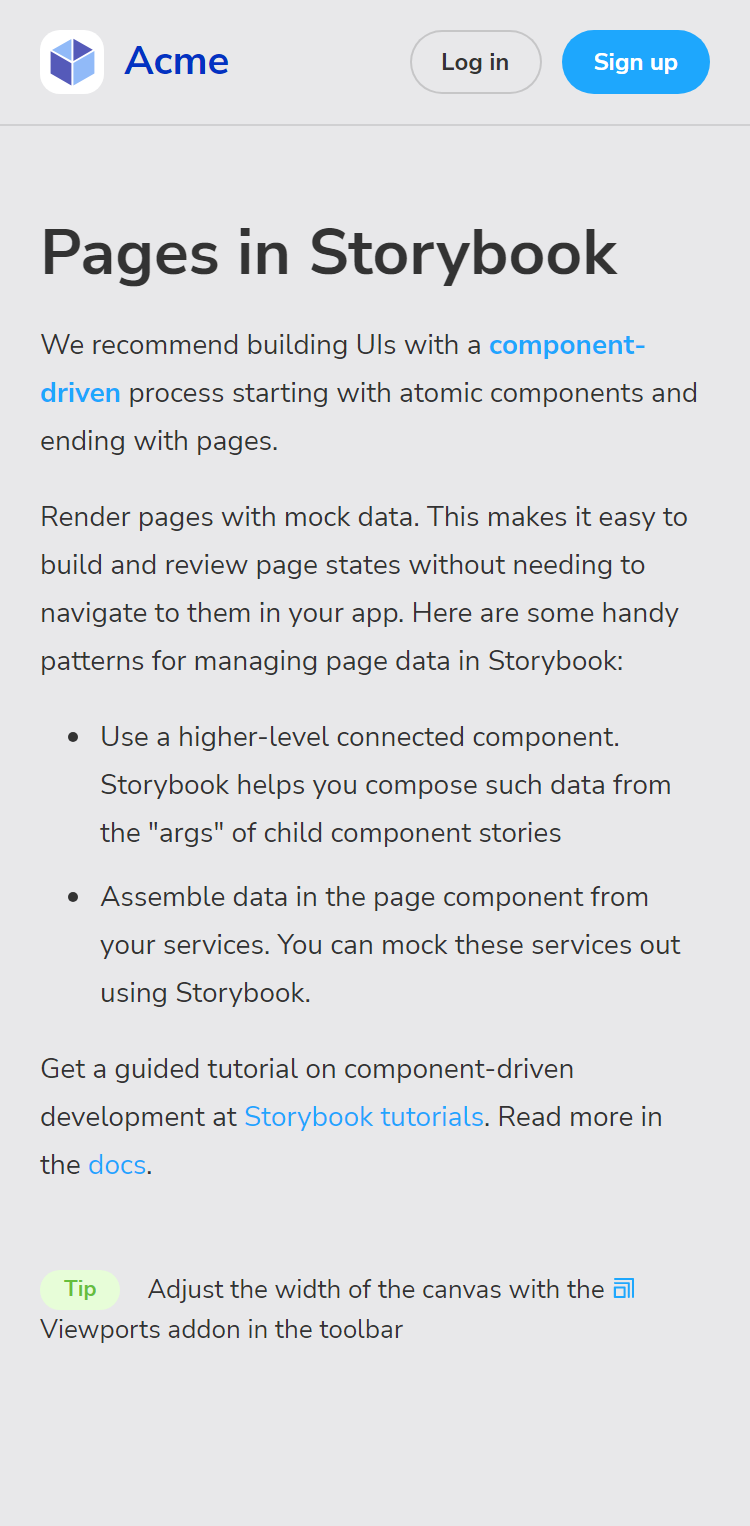 Acme
Log in
Sign up
Pages in Storybook
We recommend building UIs with a component-
driven process starting with atomic components and
ending with pages.
Render pages with mock data. This makes it easy to
build and review page states without needing to
navigate to them in your app. Here are some handy
patterns for managing page data in Storybook:
Use a higher-level connected component.
Storybook helps you compose such data from
the "args" of child component stories
Assemble data in the page component from
your services. You can mock these services out
using Storybook.
Get a guided tutorial on component-driven
development at Storybook tutorials. Read more in
the docs.
Tip Adjust the width of the canvas with the
Viewports addon in the toolbar